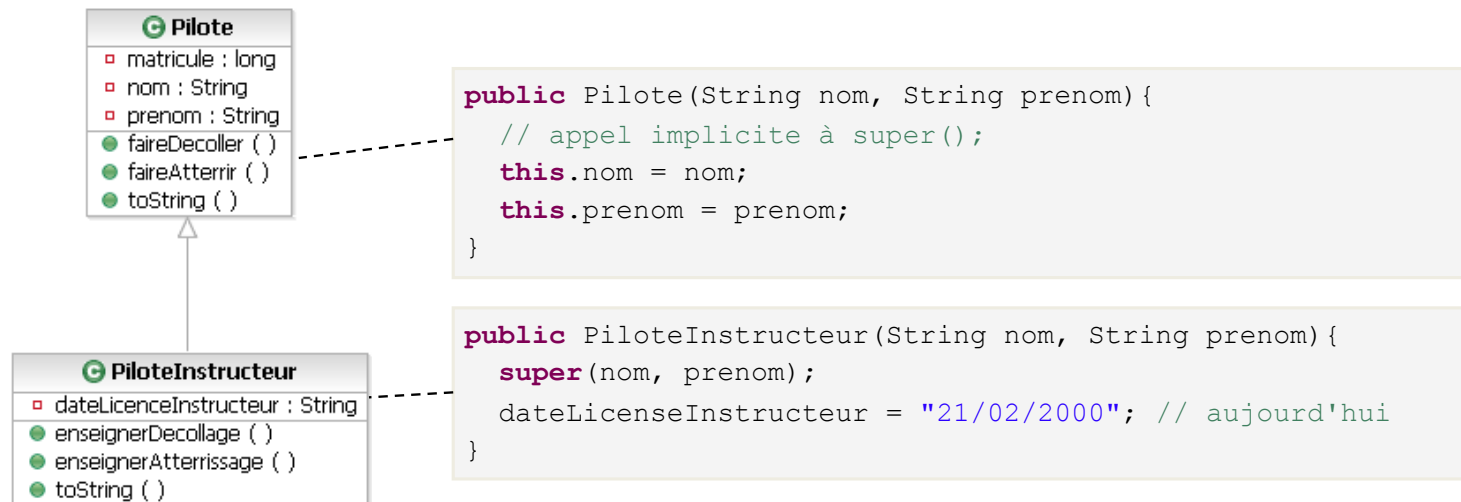 Pilote
matricule : long
nom : String
prenom : String
faireDecoller ( )
faireAtterrir ( )
toString ( )
public Pilote(String nom, String prenom){
// appel implicite à super();
this.nom = nom;
this.prenom = prenom;
}
PiloteInstructeur
dateLicenceInstructeur : String
enseignerDecollage ( )
enseignerAtterrissage ( )
toString ( )
public PiloteInstructeur(String nom, String prenom){
super(nom, prenom);
dateLicenseInstructeur = "21/02/2000"; // aujourd'hui
}